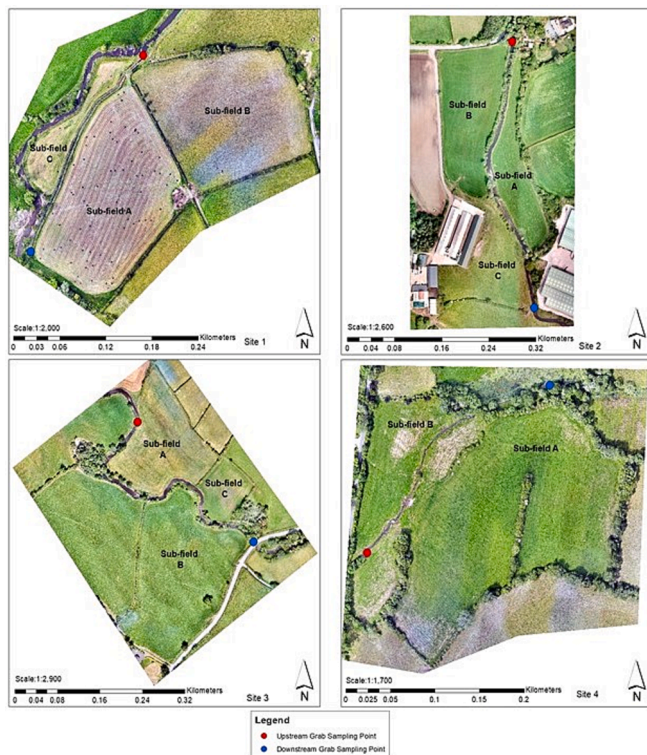 Sub-field B
Sub-field
C
Sub-field A
Scale:1:2,000
Kilometers
Site 1
0 0.03 0.06 0.12 0.18 0.24
N
Sub-field
B
Sub-field
A
Sub-field
C
Scale:1:2,600
Kilometers
Site 2
0 0.04 0.08 0.16 0.24 0.32
N
Sub-field
A
Sub-field
C
Sub-field
B
Scale:1:2,900
Kilometers
Site 3
0 0.04 0.08 0.16 0.24 0.32
N
Sub-field B
Sub-field A
Scale:1:1,700
Kilometers
Site 4
0 0.025 0.05 0.1 0.15 0.2
N
Legend
Upstream Grab Sampling Point
Downstream Grab Sampling Point